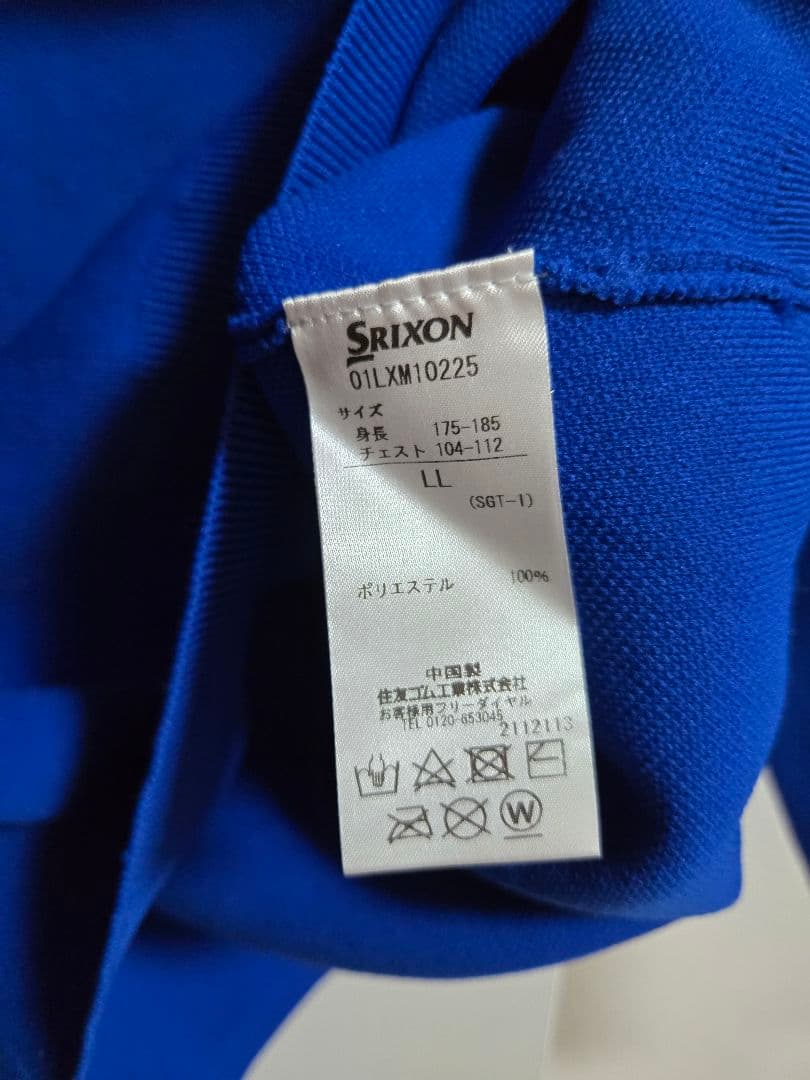 SRIXON
01LXM10225
サイズ
身長 175-185
チェスト 104-112
LL
(SGT-I)
ポリエステル 100%
中国製
住友ゴム工業株式会社
お客様用フリーダイヤル
TEL 0120-653045
2112113
W